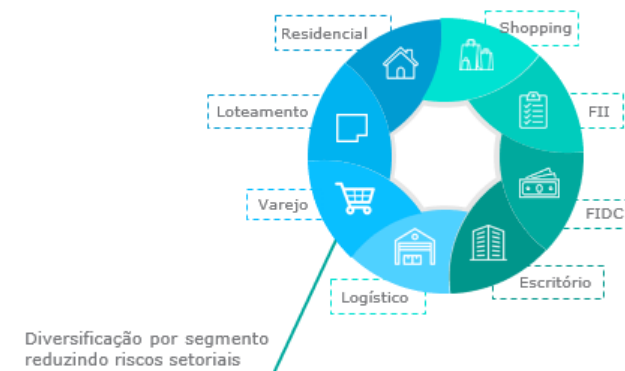 Shopping
Residencial
FII
Loteamento
Varejo
FIDC
Escritório
Logístico
Diversificação por segmento
reduzindo riscos setoriais